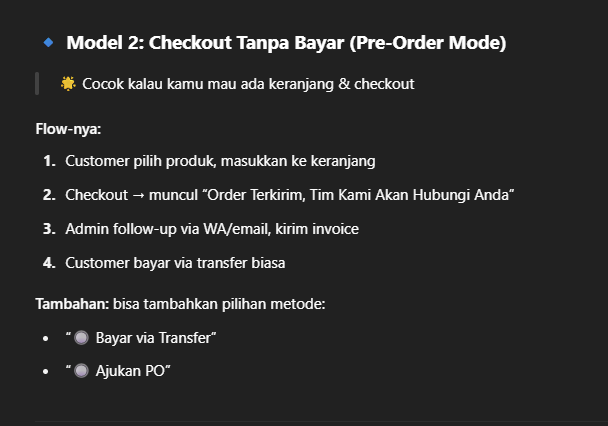 🔹 Model 2: Checkout Tanpa Bayar (Pre-Order Mode)
🌟 Cocok kalau kamu mau ada keranjang & checkout
Flow-nya:
1. Customer pilih produk, masukkan ke keranjang
2. Checkout → muncul “Order Terkirim, Tim Kami Akan Hubungi Anda”
3. Admin follow-up via WA/email, kirim invoice
4. Customer bayar via transfer biasa
Tambahan: bisa tambahkan pilihan metode:
• “🔘 Bayar via Transfer”
• “🔘 Ajukan PO”